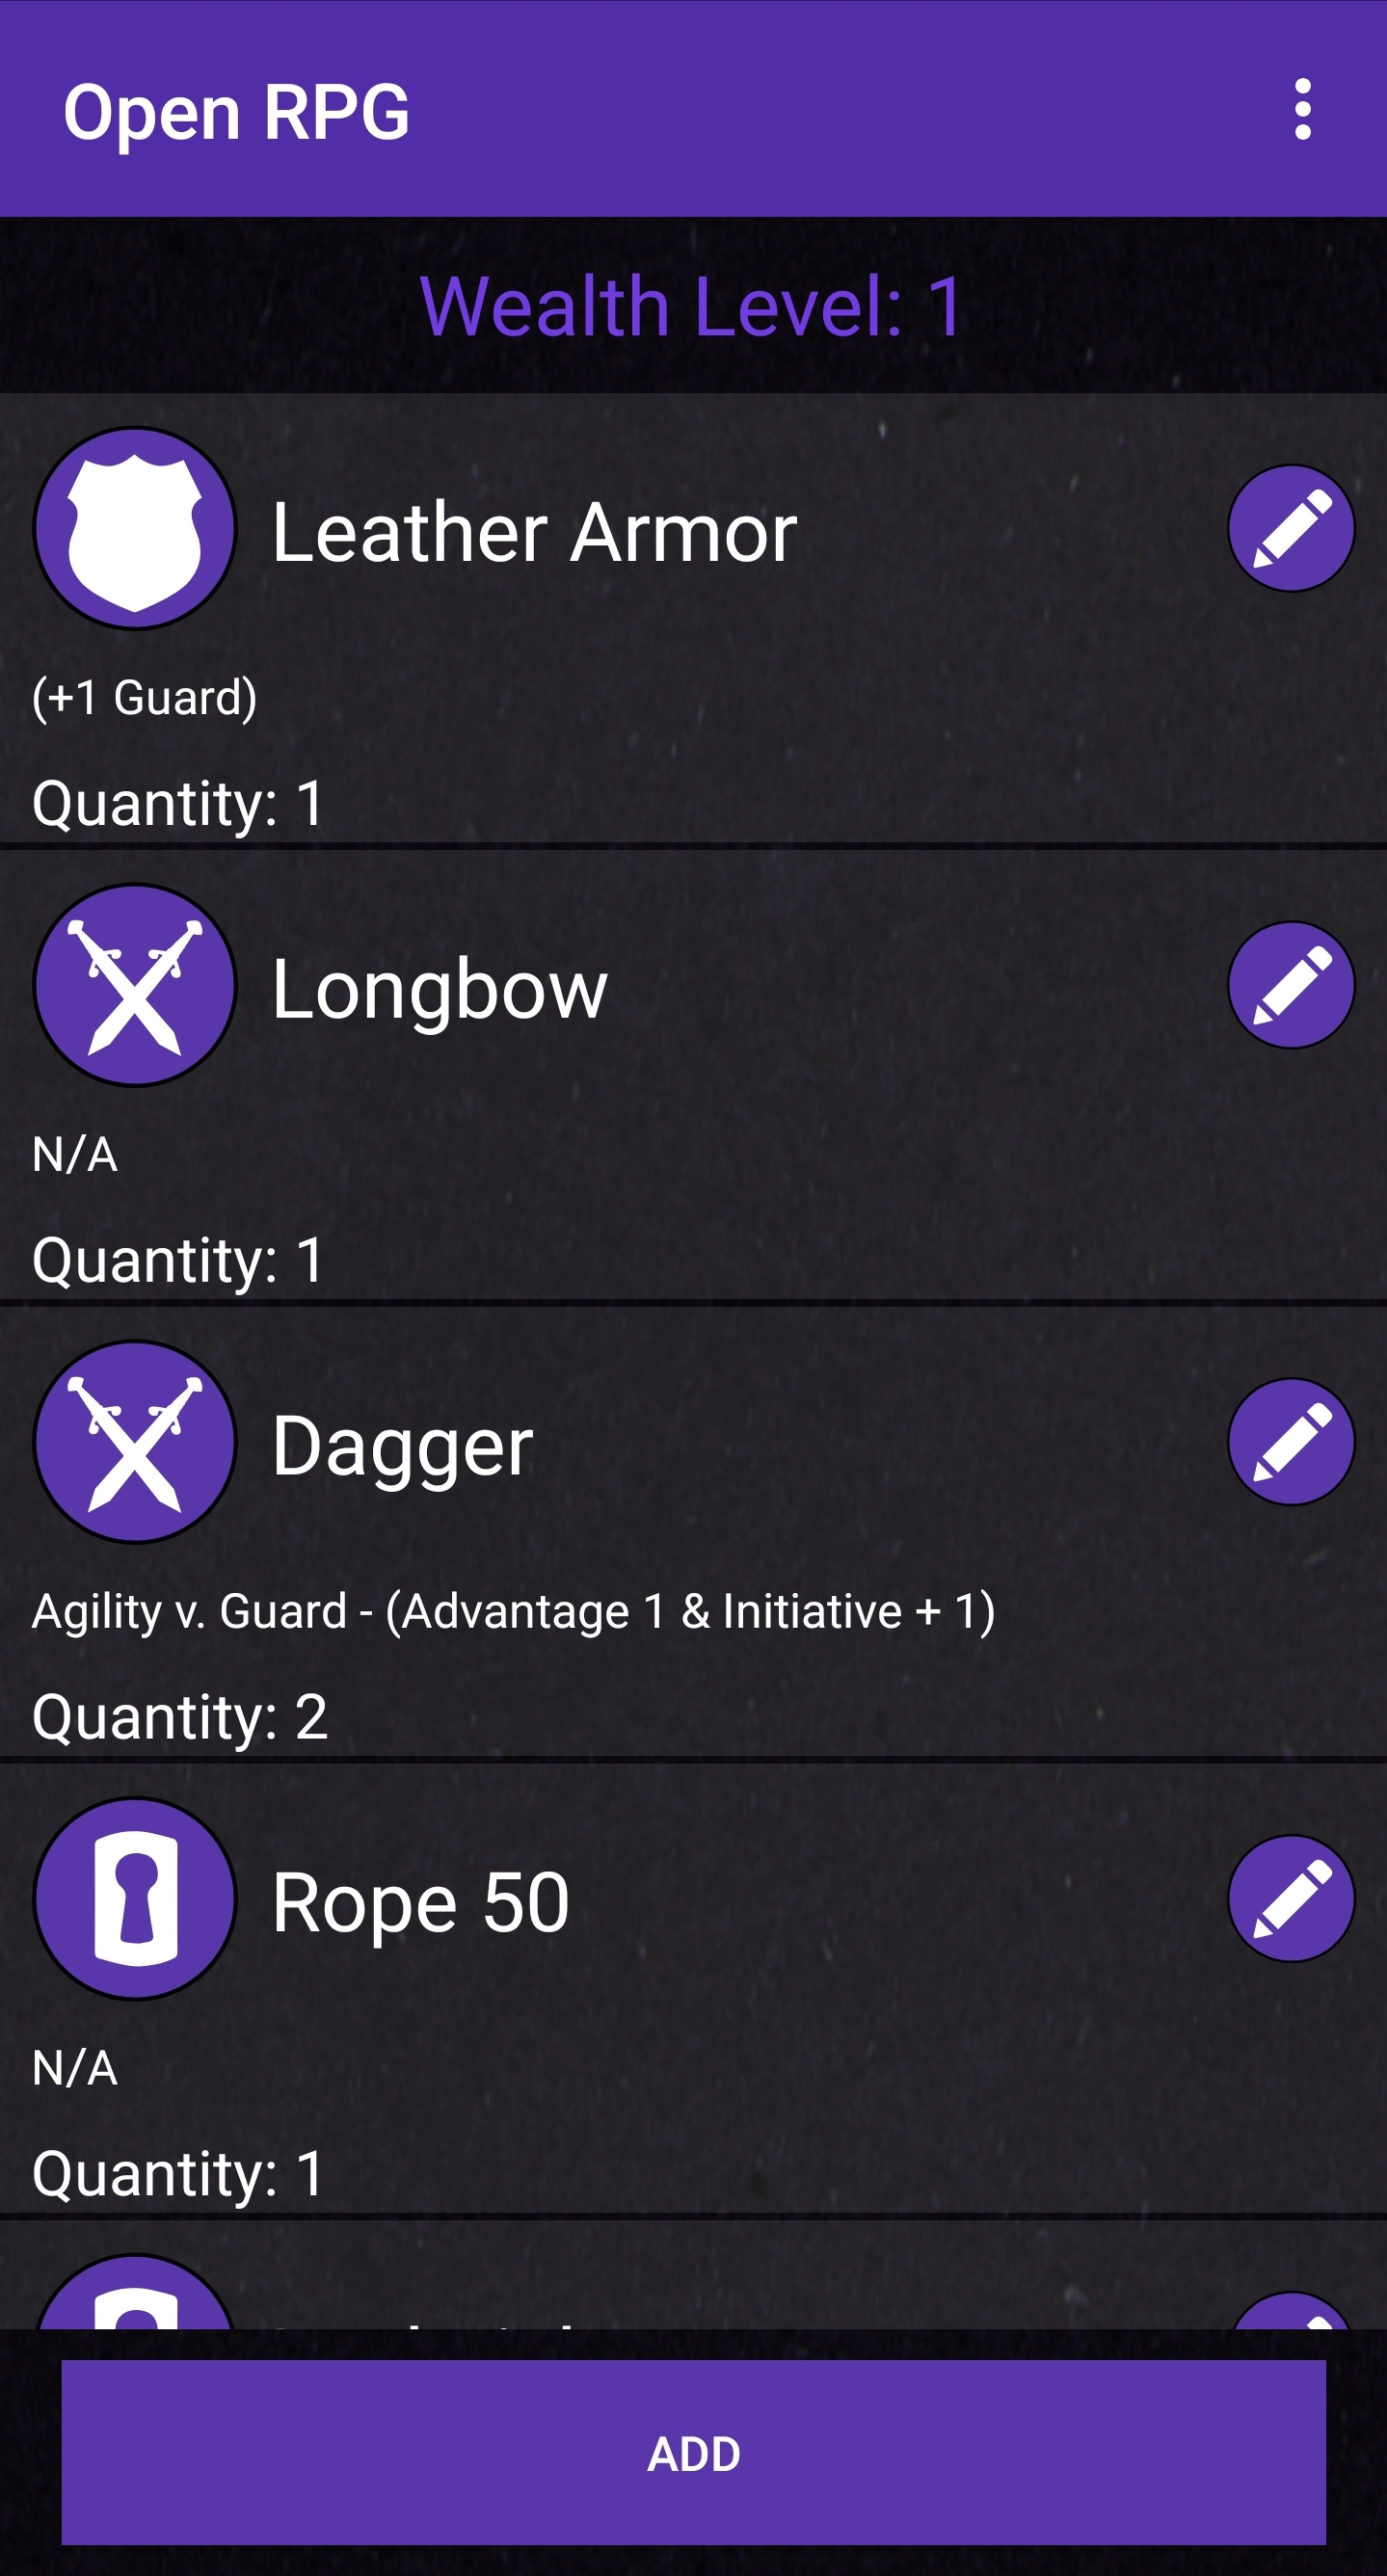 Open RPG
Wealth Level: 1
Leather Armor
(+1 Guard)
Quantity: 1
Longbow
N/A
Quantity: 1
Dagger
Agility v. Guard - (Advantage 1 & Initiative + 1)
Quantity: 2
Rope 50
N/A
Quantity: 1
ADD